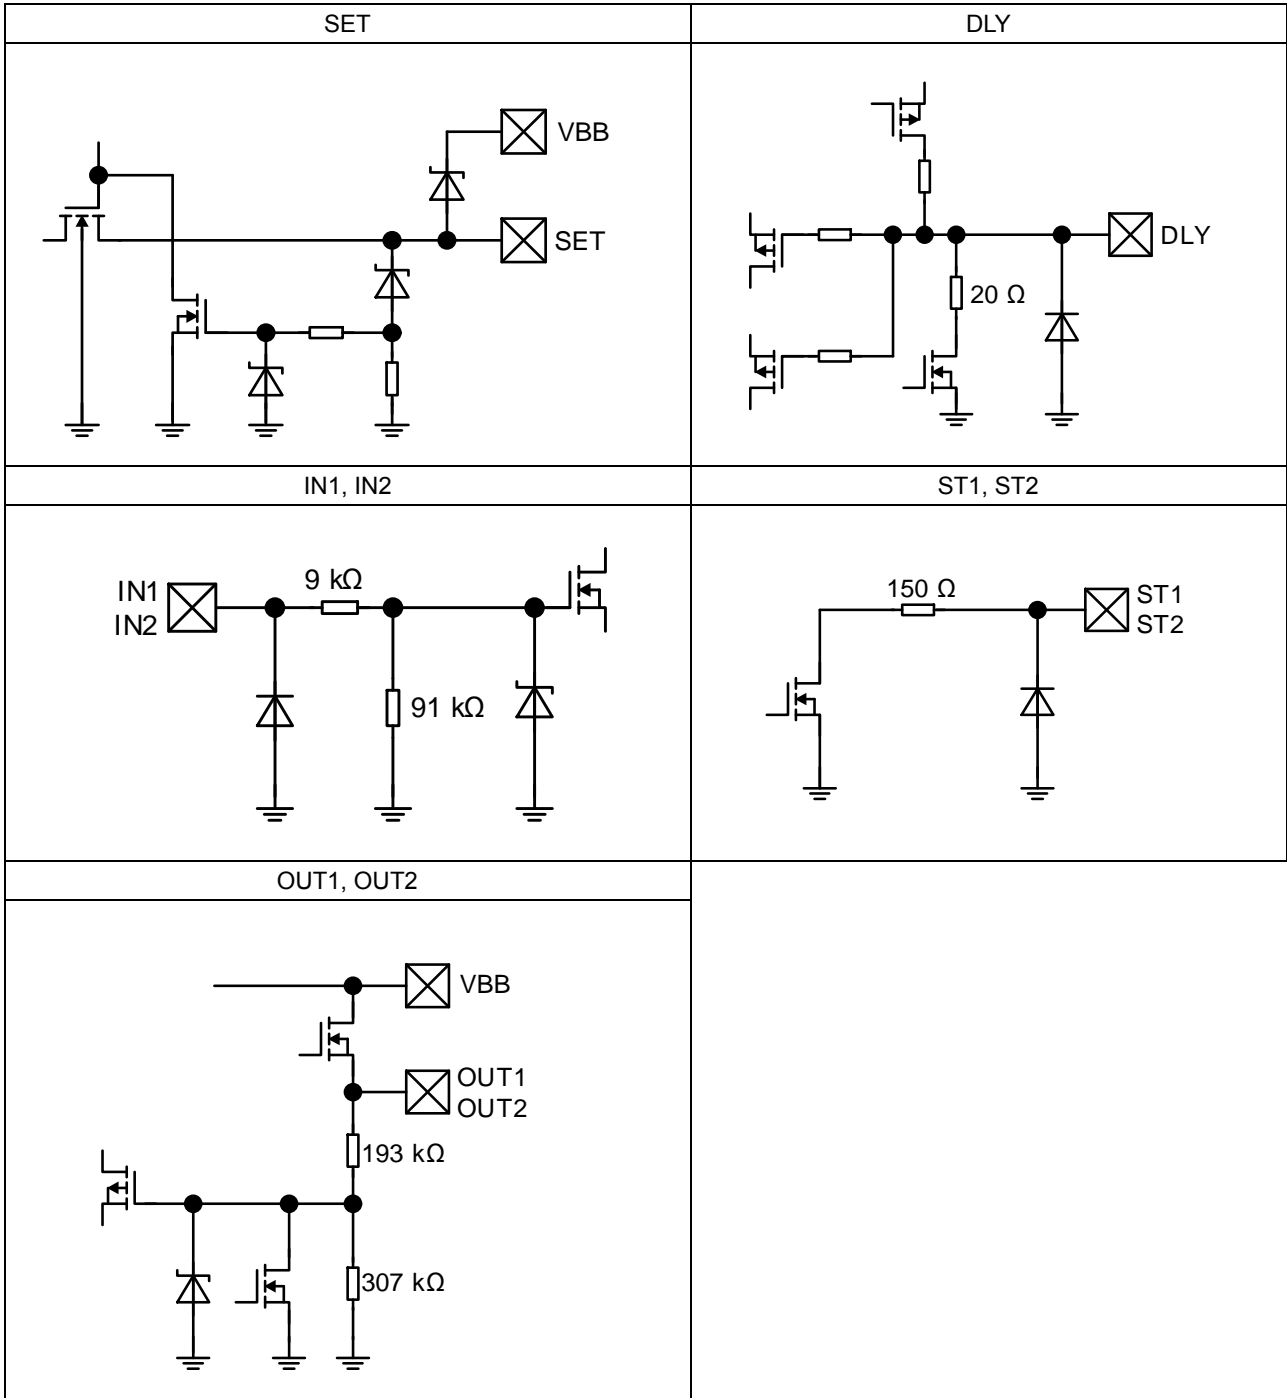 SET
DLY
VBB
SET
DLY
20 Ω
IN1, IN2
ST1, ST2
IN1
IN2
9 kΩ
91 kΩ
150 Ω
ST1
ST2
OUT1, OUT2
VBB
OUT1
OUT2
193 kΩ
307 kΩ